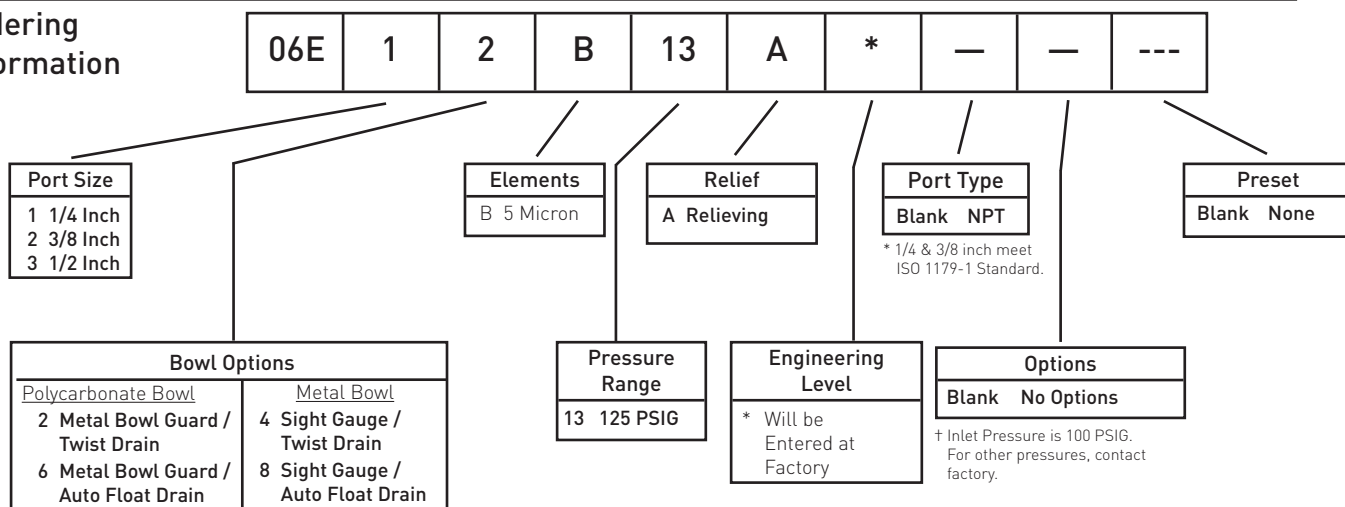 dering
ormation
06E 1 2 B 13 A * — — ---
Port Size
1 1/4 Inch
2 3/8 Inch
3 1/2 Inch
Elements
B 5 Micron
Relief
A Relieving
Port Type
Blank NPT
* 1/4 & 3/8 inch meet
ISO 1179-1 Standard.
Preset
Blank None
Bowl Options
Polycarbonate Bowl
2 Metal Bowl Guard /
Twist Drain
6 Metal Bowl Guard /
Auto Float Drain
Metal Bowl
4 Sight Gauge /
Twist Drain
8 Sight Gauge /
Auto Float Drain
Pressure
Range
13 125 PSIG
Engineering
Level
* Will be
Entered at
Factory
Options
Blank No Options
† Inlet Pressure is 100 PSIG.
For other pressures, contact
factory.